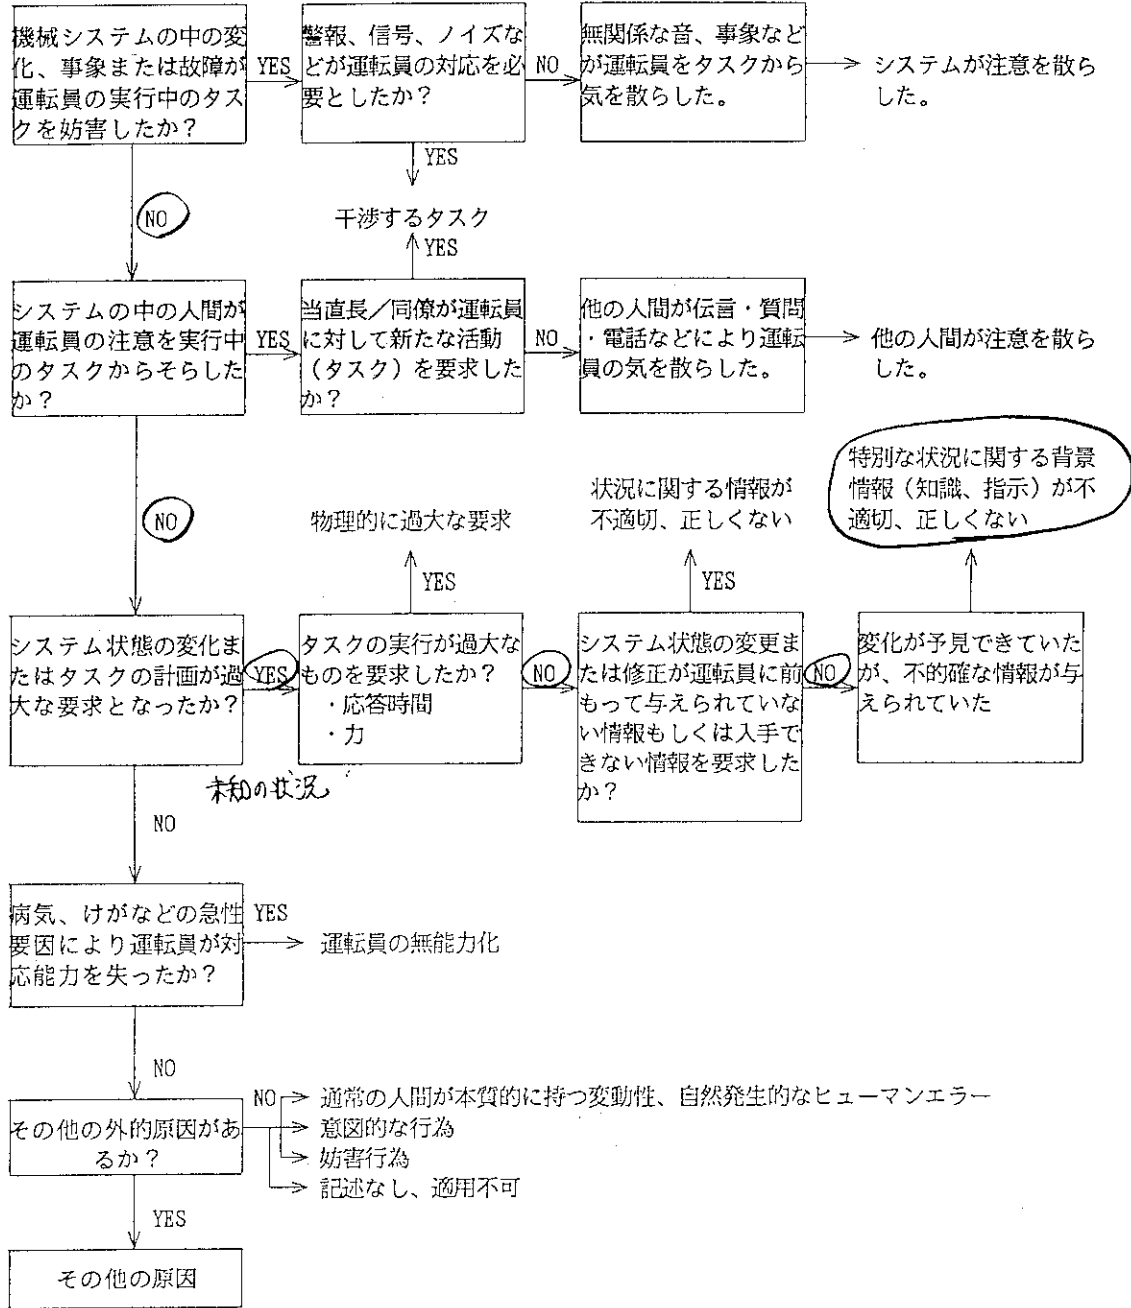 機械システムの中の変
化、事象または故障が
運転員の実行中のタス
クを妨害したか?
YES
警報、信号、ノイズな
どが運転員の対応を必
要としたか?
NO
無関係な音、事象など
が運転員をタスクから
気を散らした。
システムが注意を散ら
した。
YES
NO
干渉するタスク
YES
システムの中の人間が
運転員の注意を実行中
のタスクからそらした
か?
YES
当直長/同僚が運転員
に対して新たな活動
(タスク)を要求した
か?
NO
他の人間が伝言・質問
・電話などにより運転
員の気を散らした。
他の人間が注意を散ら
した。
NO
物理的に過大な要求
状況に関する情報が
不適切、正しくない
特別な状況に関する背景
情報(知識、指示)が不
適切、正しくない
YES
YES
システム状態の変化ま
たはタスクの計画が過
大な要求となったか?
YES
タスクの実行が過大な
ものを要求したか?
・応答時間
・力
NO
システム状態の変更ま
たは修正が運転員に前
もって与えられていな
い情報もしくは入手で
きない情報を要求した
か?
NO
変化が予見できていた
が、不的確な情報が与
えられていた
未知の状況
NO
病気、けがなどの急性
要因により運転員が対
応能力を失ったか?
YES
運転員の無能力化
NO
その他の外的原因があ
るか?
NO
通常の人間が本質的に持つ変動性、自然発生的なヒューマンエラー
意図的な行為
妨害行為
記述なし、適用不可
YES
その他の原因